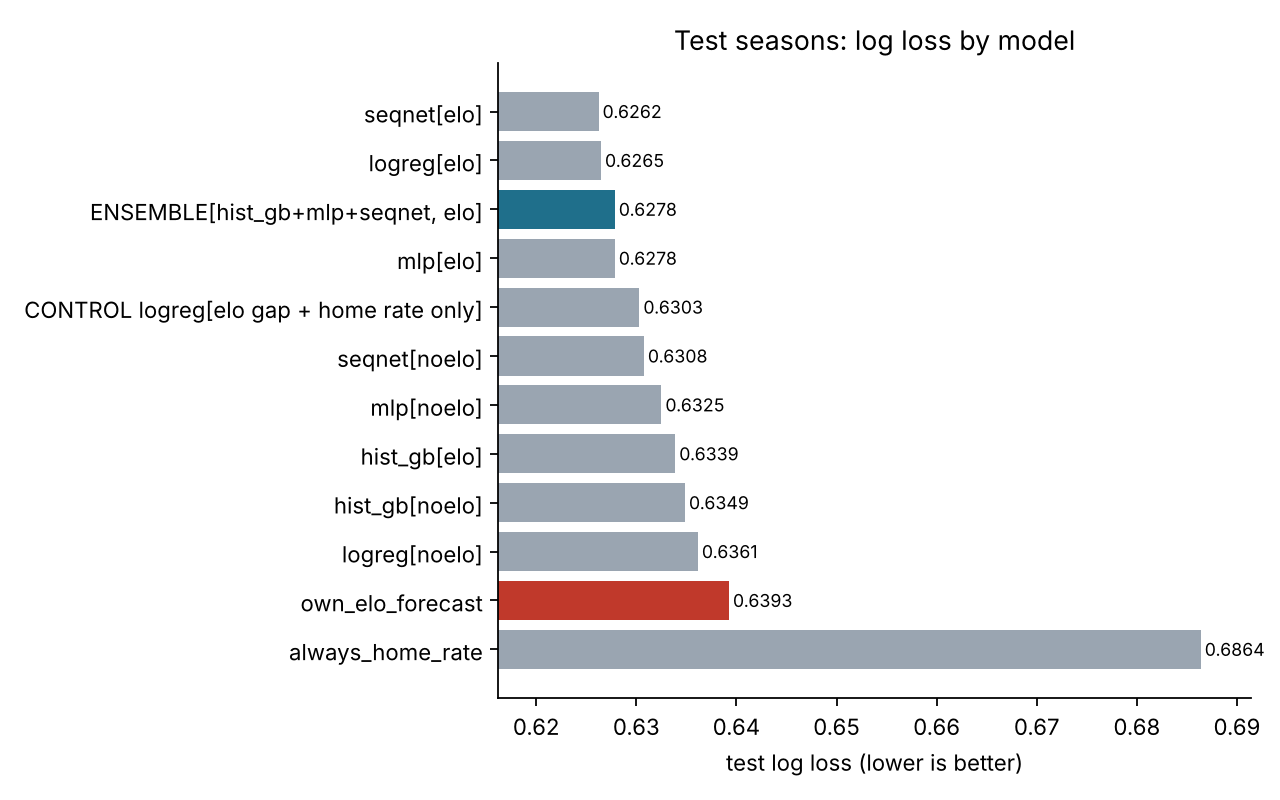 Test seasons: log loss by model
seqnet[elo] 0.6262
logreg[elo] 0.6265
ENSEMBLE[hist_gb+mlp+seqnet, elo] 0.6278
mlp[elo] 0.6278
CONTROL logreg[elo gap + home rate only] 0.6303
seqnet[noelo] 0.6308
mlp[noelo] 0.6325
hist_gb[elo] 0.6339
hist_gb[noelo] 0.6349
logreg[noelo] 0.6361
own_elo_forecast 0.6393
always_home_rate 0.6864
0.62 0.63 0.64 0.65 0.66 0.67 0.68 0.69
test log loss (lower is better)